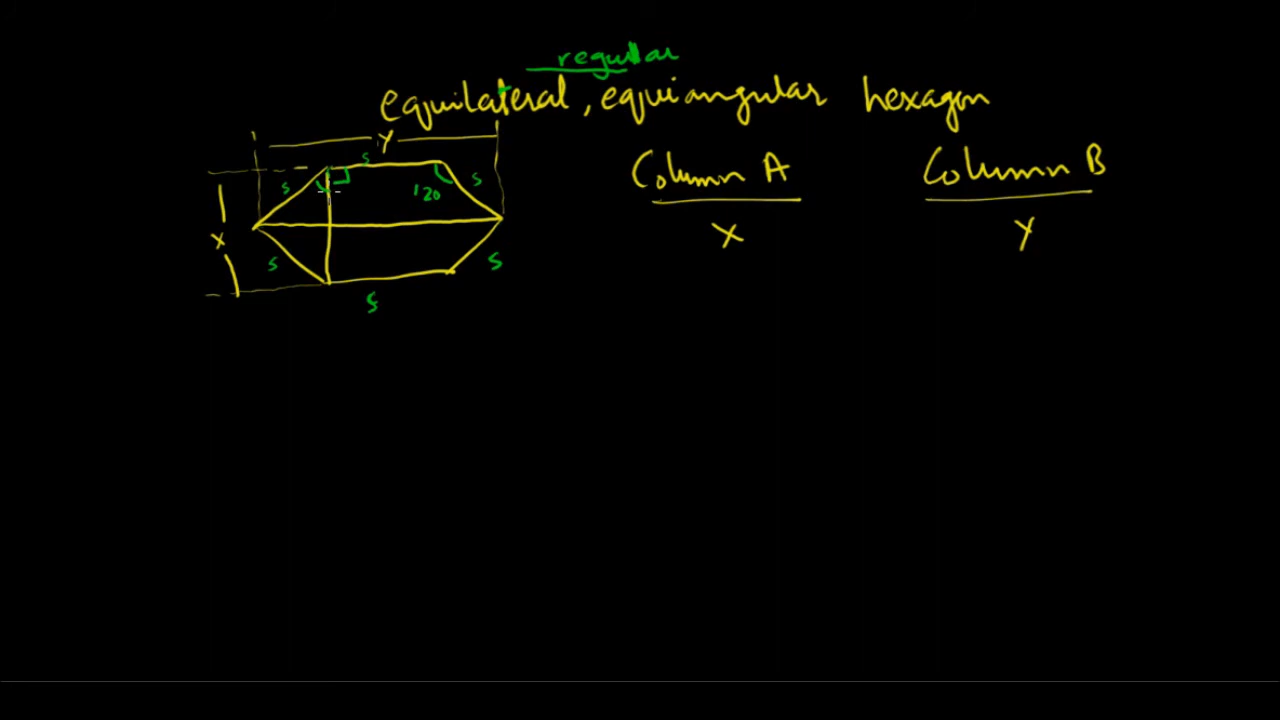 regular
equilateral, equiangular hexagon
Y
Column A Column B
s
s 120 s
X
X Y
s s
s